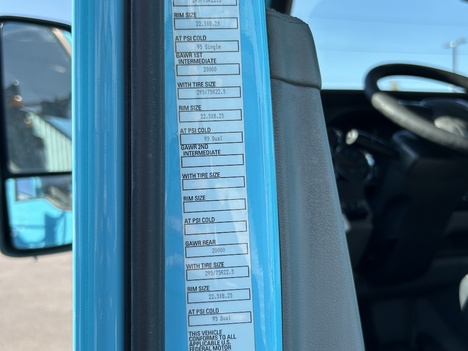 RIM SIZE
22.5X8.25
AT PSI COLD
95 Single
GAWR 1ST
INTERMEDIATE
20000
WITH TIRE SIZE
295/75R22.5
RIM SIZE
22.5X8.25
AT PSI COLD
95 Dual
GAWR 2ND
INTERMEDIATE
WITH TIRE SIZE
RIM SIZE
AT PSI COLD
GAWR REAR
20000
WITH TIRE SIZE
295/75R22.5
RIM SIZE
22.5X8.25
AT PSI COLD
95 Dual
THIS VEHICLE
CONFORMS TO ALL
APPLICABLE U.S.
FEDERAL MOTOR